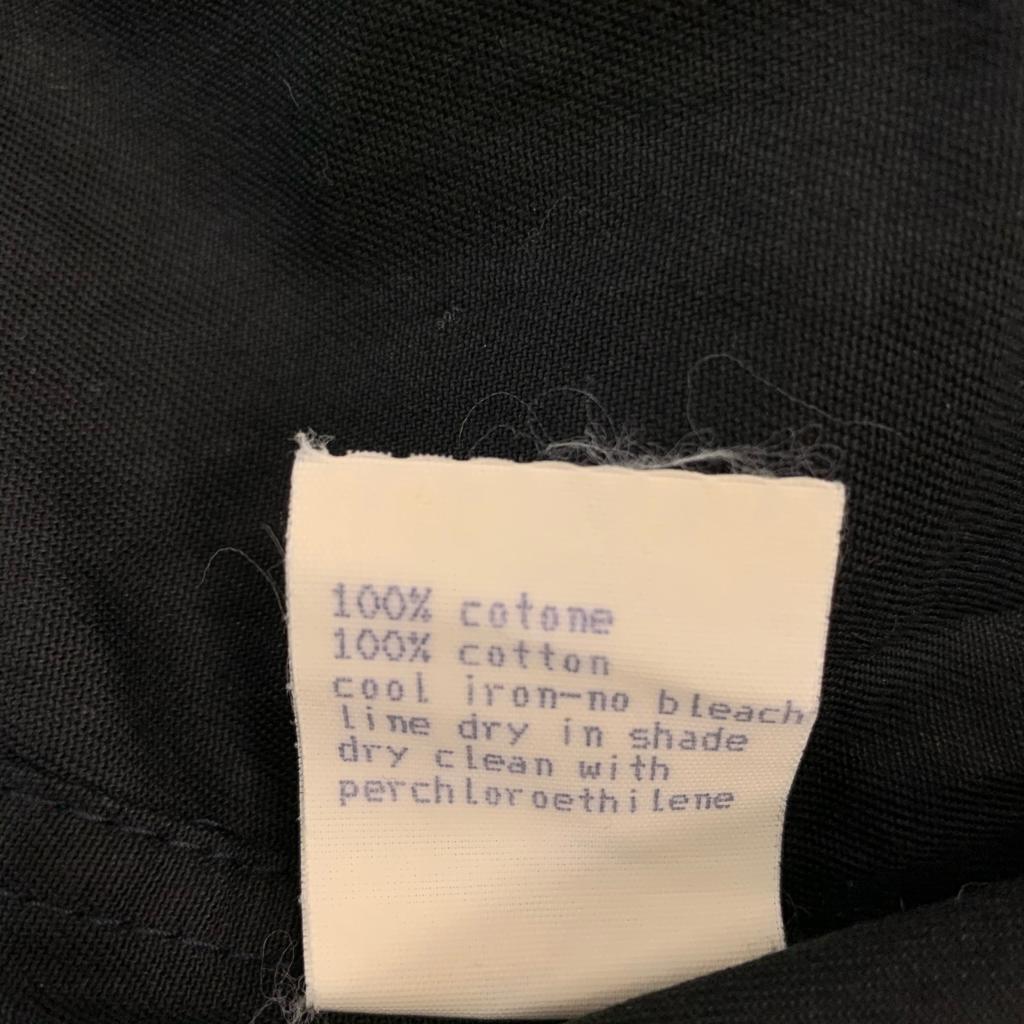 100% cotone
100% cotton
cool iron-no bleach
line dry in shade
dry clean with
perchloroethilene